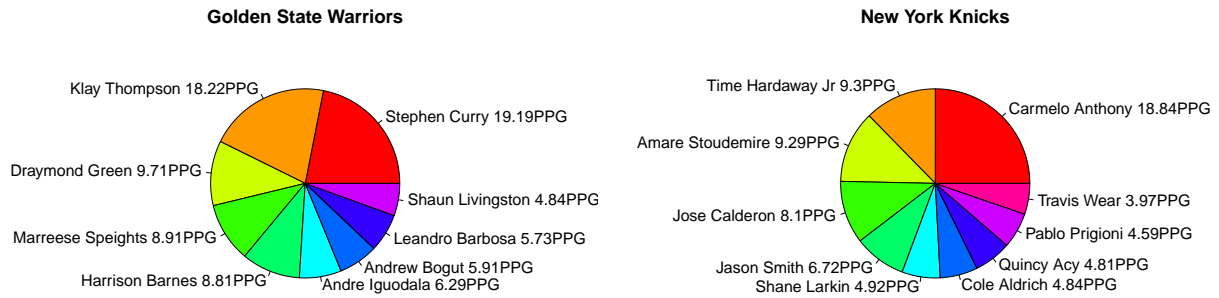 Golden State Warriors
Klay Thompson 18.22PPG
Stephen Curry 19.19PPG
Draymond Green 9.71PPG
Shaun Livingston 4.84PPG
Marreese Speights 8.91PPG
Leandro Barbosa 5.73PPG
Harrison Barnes 8.81PPG
Andrew Bogut 5.91PPG
Andre Iguodala 6.29PPG
New York Knicks
Time Hardaway Jr 9.3PPG
Carmelo Anthony 18.84PPG
Amare Stoudemire 9.29PPG
Travis Wear 3.97PPG
Jose Calderon 8.1PPG
Pablo Prigioni 4.59PPG
Jason Smith 6.72PPG
Quincy Acy 4.81PPG
Shane Larkin 4.92PPG
Cole Aldrich 4.84PPG